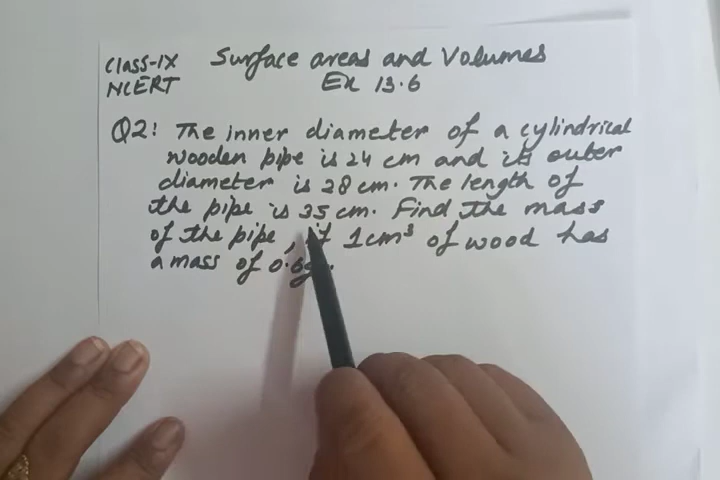 Class-IX Surface areas and Volumes
NCERT Ex 13.6
Q2: The inner diameter of a cylindrical
wooden pipe is 24 cm and its outer
diameter is 28 cm. The length of
the pipe is 35 cm. Find the mass
of the pipe, if 1cm³ of wood has
a mass of 0.6g.